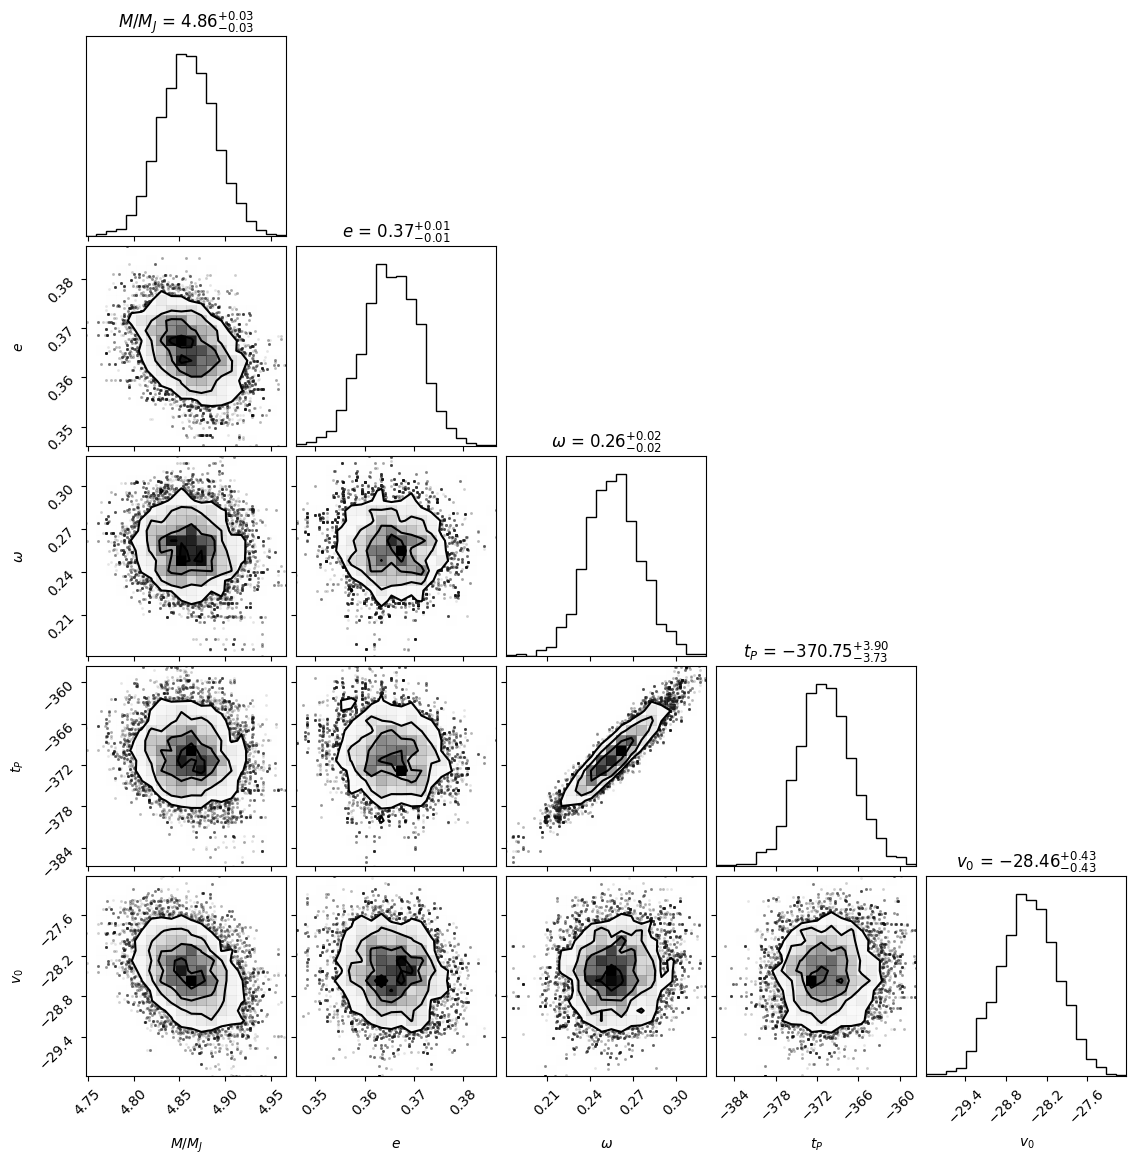 M/M_J = 4.86^{+0.03}_{-0.03}
e = 0.37^{+0.01}_{-0.01}
0.38
0.37
0.36
0.35
e
ω = 0.26^{+0.02}_{-0.02}
0.30
0.27
0.24
0.21
ω
t_P = −370.75^{+3.90}_{-3.73}
−360
−366
−372
−378
−384
t_P
v_0 = −28.46^{+0.43}_{-0.43}
−27.6
−28.2
−28.8
−29.4
v_0
4.75 4.80 4.85 4.90 4.95 0.35 0.36 0.37 0.38 0.21 0.24 0.27 0.30 −384 −378 −372 −366 −360 −29.4 −28.8 −28.2 −27.6
M/M_J e ω t_P v_0